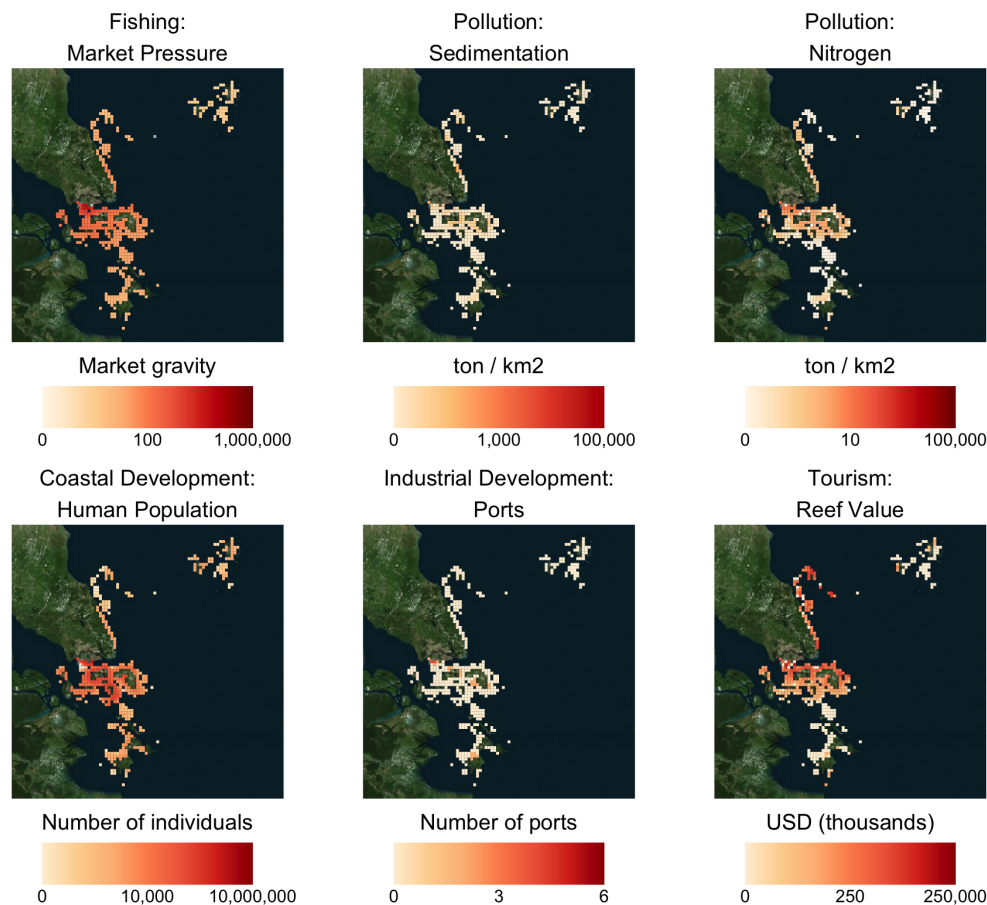 Fishing:
Market Pressure
Pollution:
Sedimentation
Pollution:
Nitrogen
Market gravity
0 100 1,000,000
ton / km2
0 1,000 100,000
ton / km2
0 10 100,000
Coastal Development:
Human Population
Industrial Development:
Ports
Tourism:
Reef Value
Number of individuals
0 10,000 10,000,000
Number of ports
0 3 6
USD (thousands)
0 250 250,000